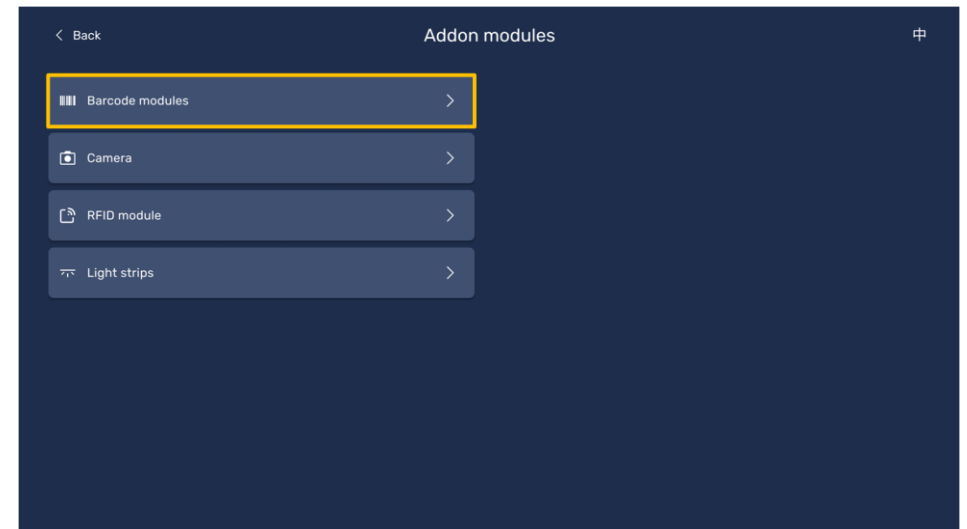 Back
Addon modules
中
Barcode modules
Camera
RFID module
Light strips